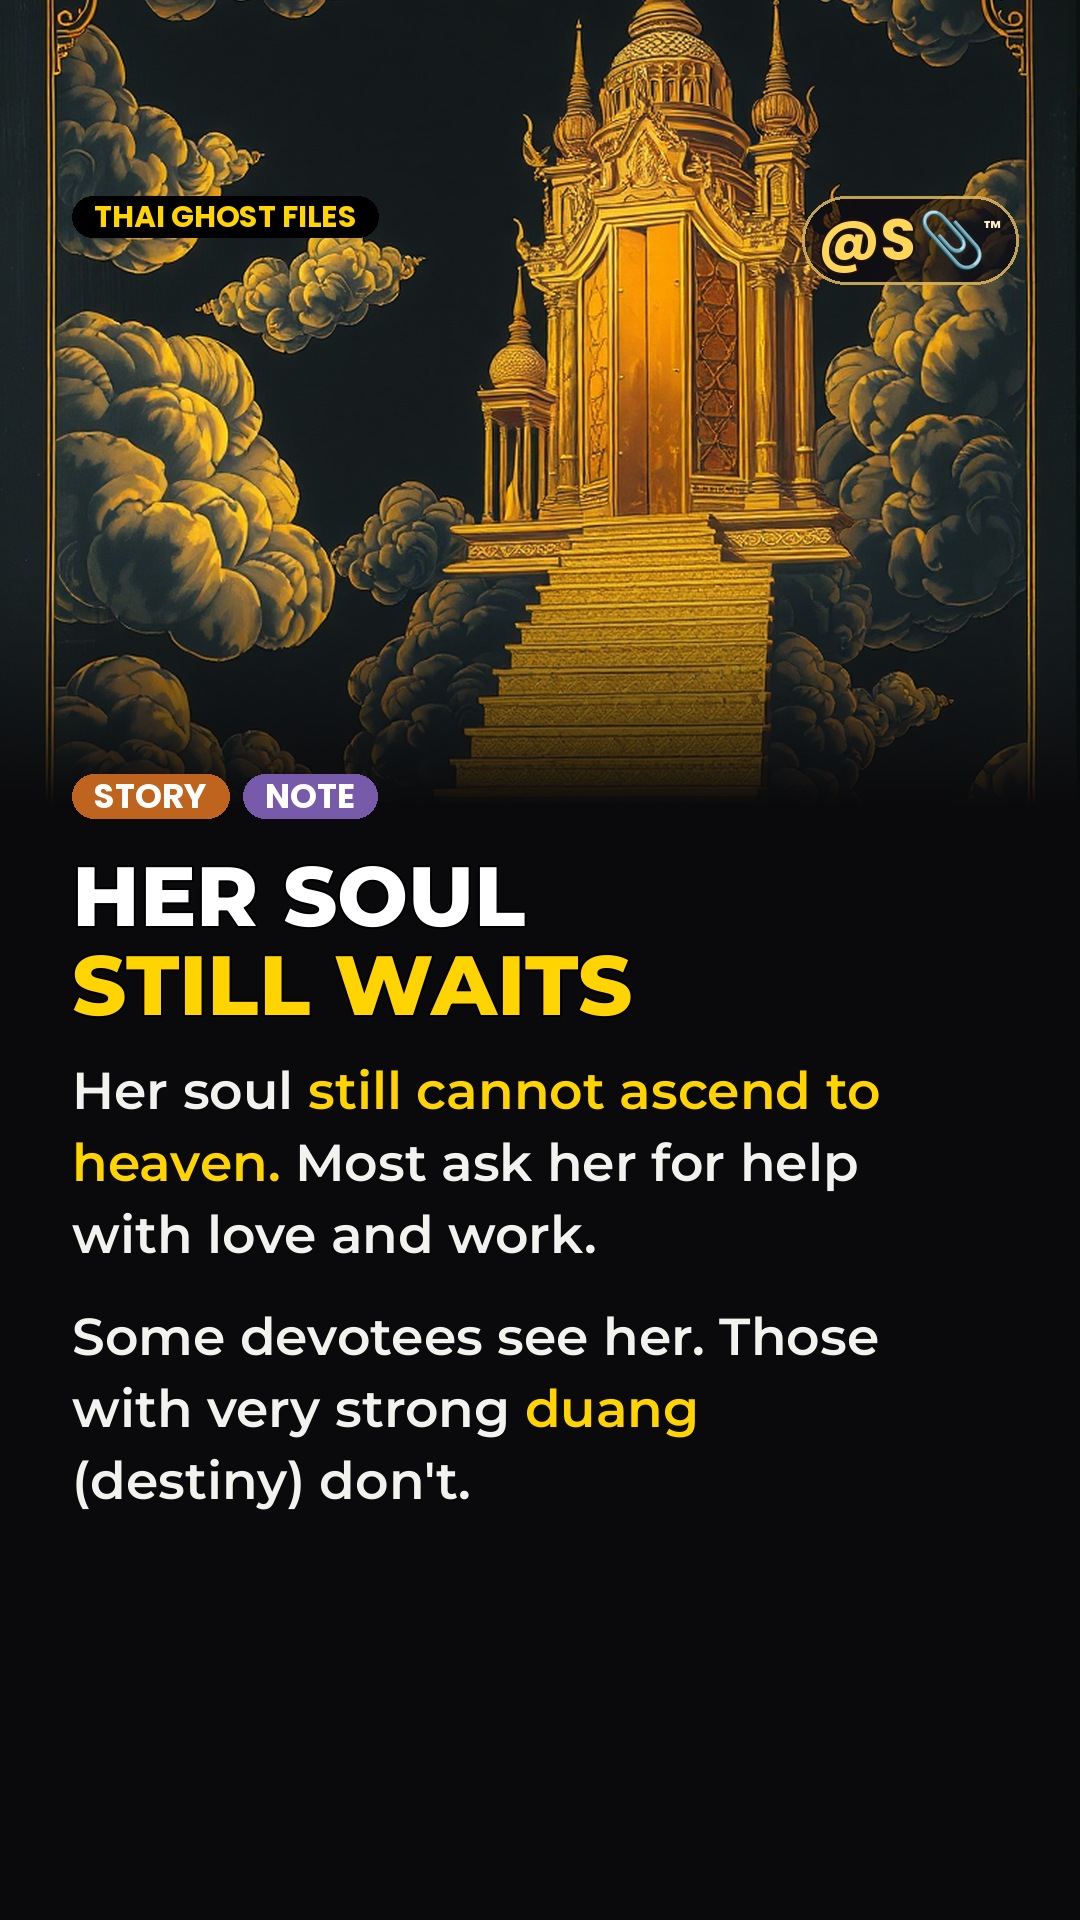 THAI GHOST FILES
@S📎™
STORY NOTE
HER SOUL
STILL WAITS
Her soul still cannot ascend to
heaven. Most ask her for help
with love and work.
Some devotees see her. Those
with very strong duang
(destiny) don't.